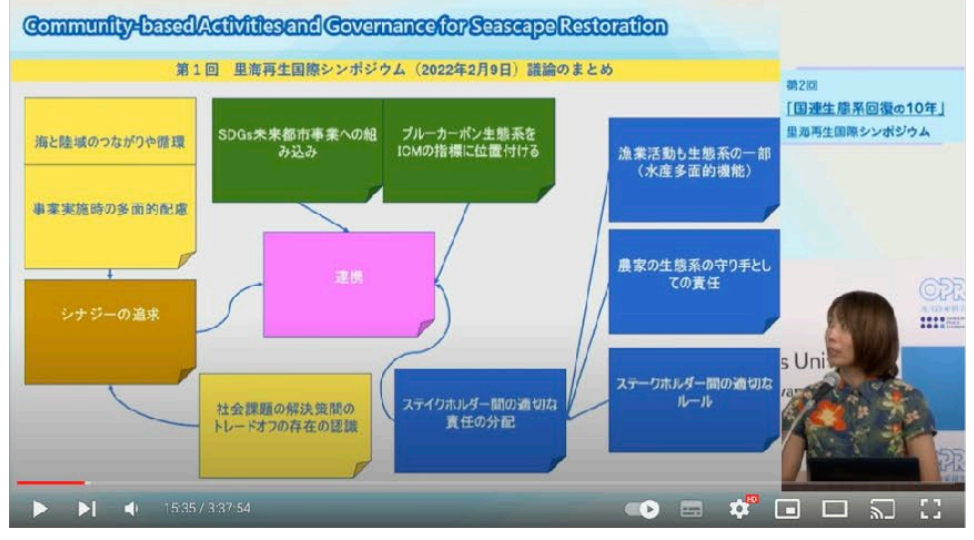 Community-based Activities and Governance for Seascape Restoration
第1回 里海再生国際シンポジウム（2022年2月9日）議論のまとめ
海と陸域のつながりや循環
事業実施時の多面的配慮
シナジーの追求
SDGs未来都市事業への組
み込み
ブルーカーボン生態系を
ICMの指標に位置付ける
連携
社会課題の解決策間の
トレードオフの存在の認識
ステイクホルダー間の適切な
責任の分配
漁業活動も生態系の一部
（水産多面的機能）
農家の生態系の守り手とし
ての責任
ステークホルダー間の適切な
ルール
第2回
「国連生態系回復の10年」
里海再生国際シンポジウム
OPR
s Uni
PR
15:35 / 3:37:54
HD